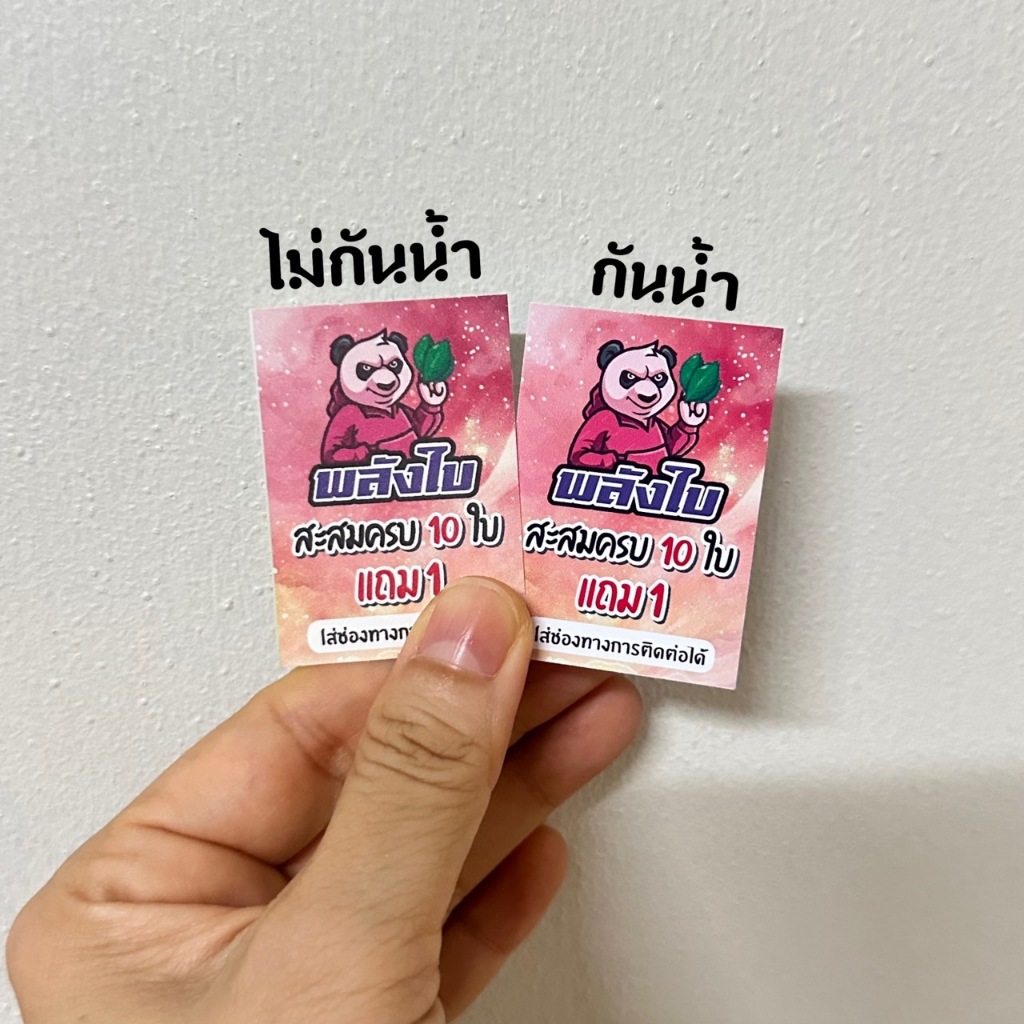 ไม่กันน้ำ
กันน้ำ
พลังใบ
สะสมครบ 10 ใบ
แถม 1
ใส่ช่องทางก
พลังใบ
สะสมครบ 10 ใบ
แถม 1
ใส่ช่องทางการติดต่อได้